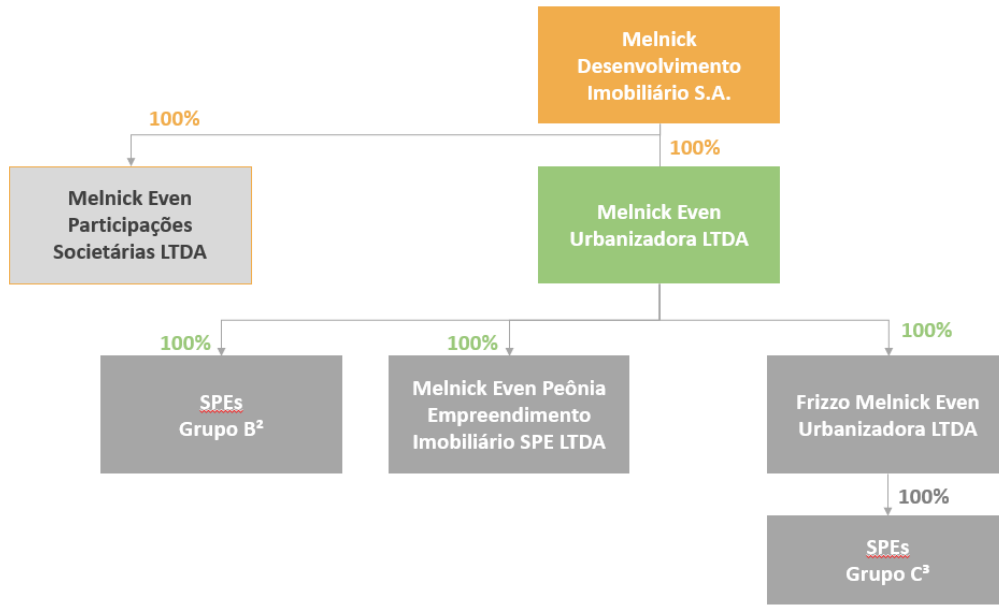 Melnick
Desenvolvimento
Imobiliário S.A.
100%
100%
Melnick Even
Participações
Societárias LTDA
Melnick Even
Urbanizadora LTDA
100%
100%
100%
SPEs
Grupo B²
Melnick Even Peônia
Empreendimento
Imobiliário SPE LTDA
Frizzo Melnick Even
Urbanizadora LTDA
100%
SPEs
Grupo C³